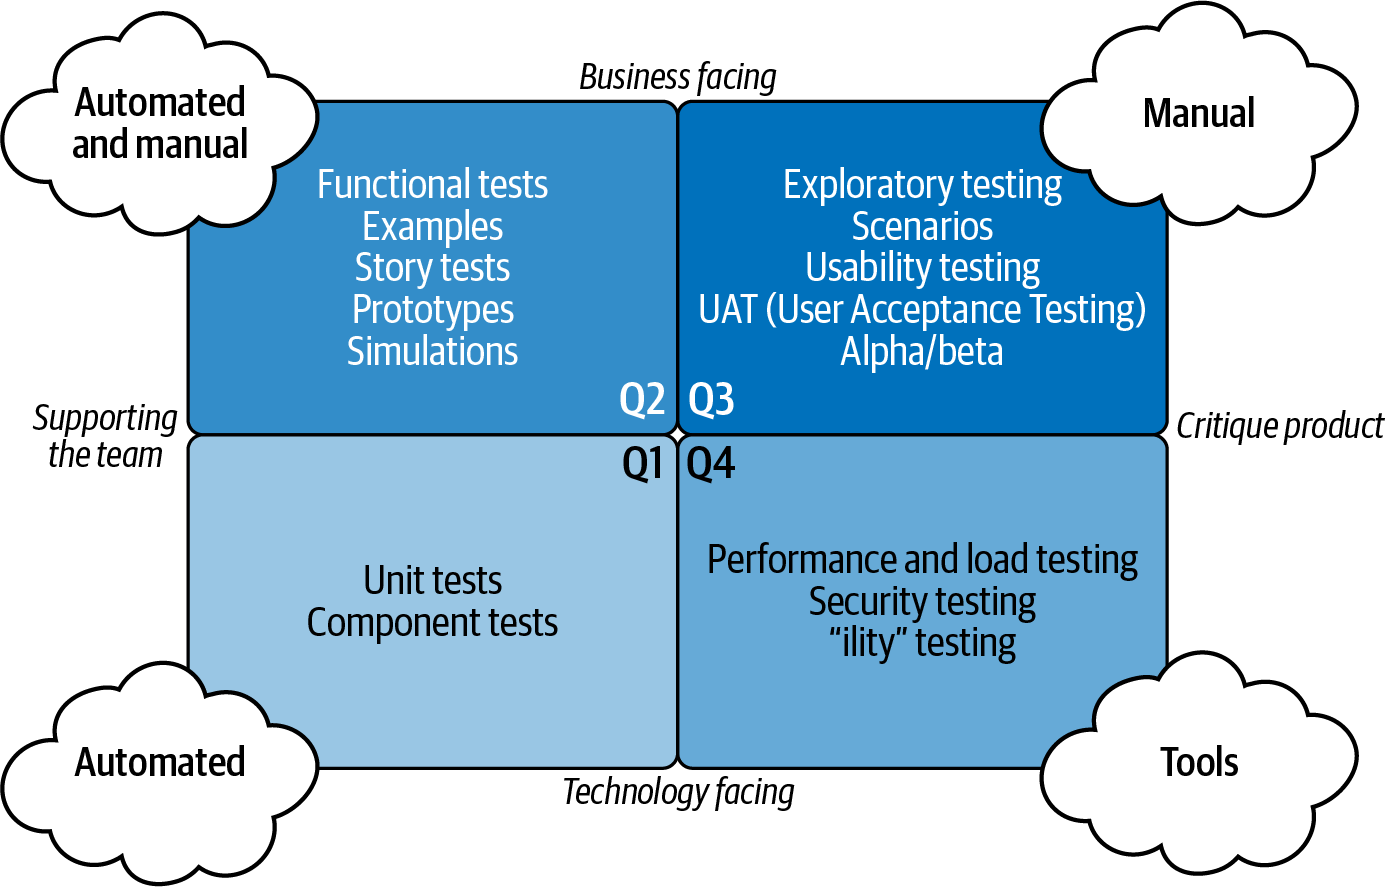 Business facing
Automated
and manual
Manual
Functional tests
Examples
Story tests
Prototypes
Simulations
Q2
Exploratory testing
Scenarios
Usability testing
UAT (User Acceptance Testing)
Alpha/beta
Q3
Supporting
the team
Critique product
Q1
Unit tests
Component tests
Q4
Performance and load testing
Security testing
“ility” testing
Automated
Tools
Technology facing